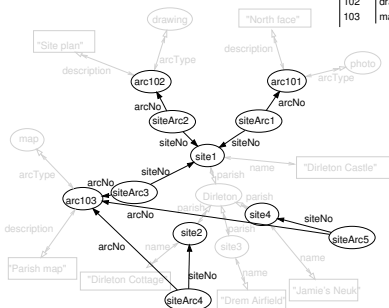 102 dra
103 ma
drawing
"North face"
"Site plan"
arcType
description
photo
description
arcType
arc102
arc101
arcNo
arcNo
siteArc2
siteArc1
siteNo
siteNo
map
site1
siteNo
name
"Dirleton Castle"
arcType
parish
arcNo
siteArc3
arc103
Dirleton
parish
arcNo
parish
site4
siteNo
description
arcNo
site2
parish
name
siteArc5
name
site3
"Parish map"
siteNo
name
"Dirleton Cottage"
"Jamie's Neuk"
siteArc4
"Drem Airfield"